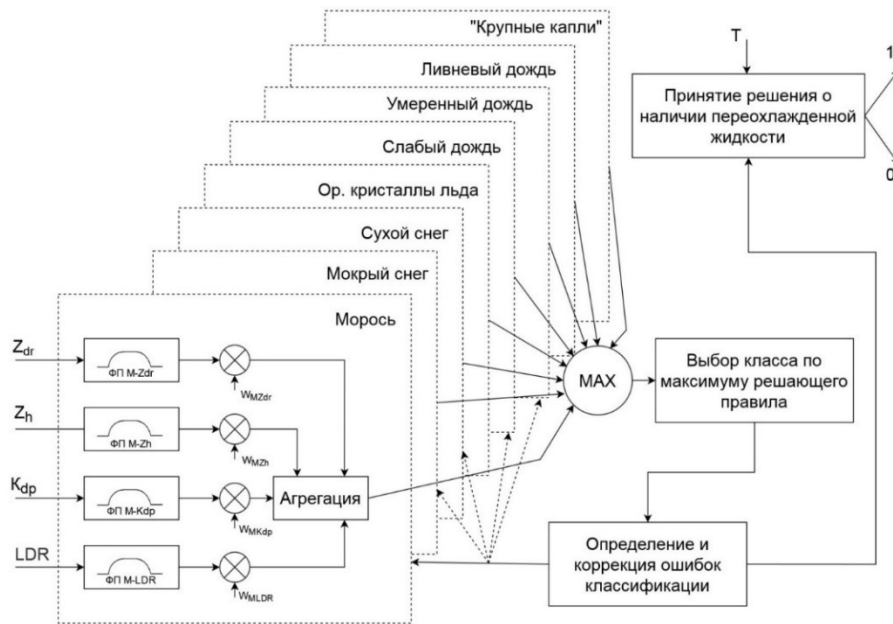 "Крупные капли"
Ливневый дождь
Умеренный дождь
Слабый дождь
Ор. кристаллы льда
Сухой снег
Мокрый снег
Морось
Zdr
ФП М-Zdr
WMZdr
Zh
ФП М-Zh
WMZh
Kdp
ФП М-Kdp
WMKdp
LDR
ФП М-LDR
WMLDR
Агрегация
MAX
T
Принятие решения о
наличии переохлажденной
жидкости
1
0
Выбор класса по
максимуму решающего
правила
Определение и
коррекция ошибок
классификации